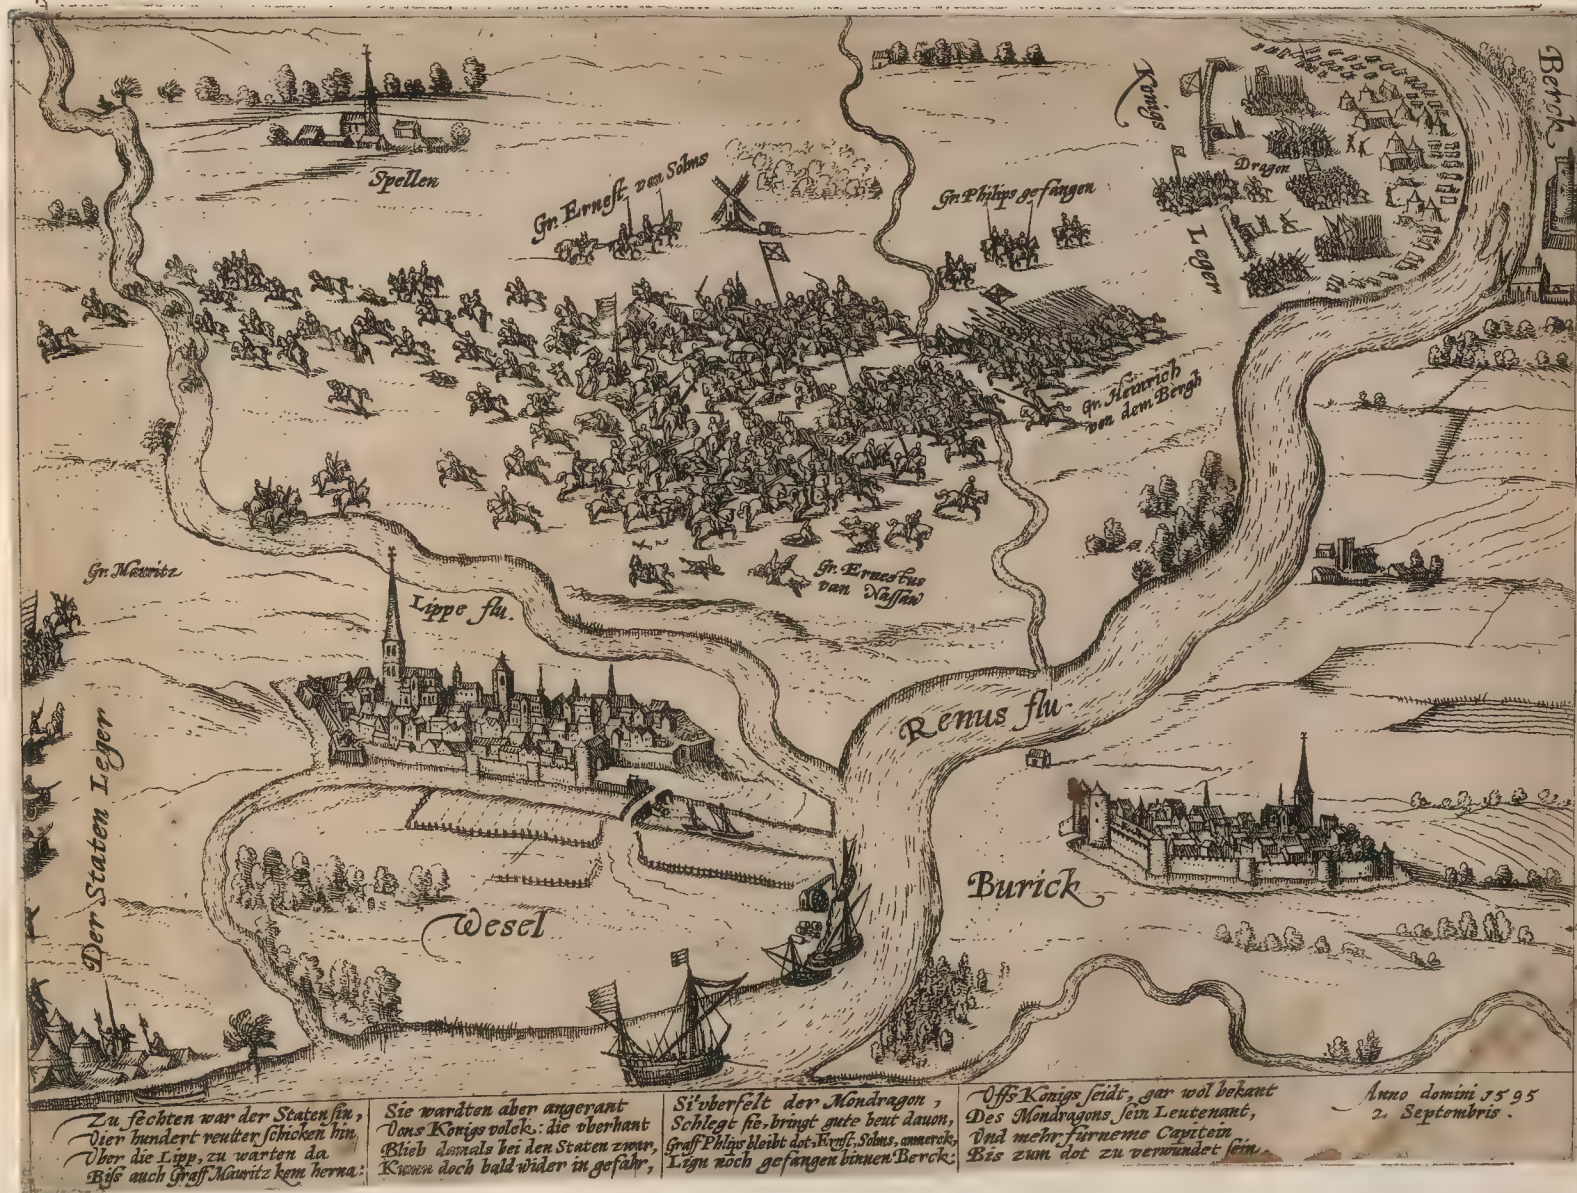 Berck
Konigs
Leger
Dragon
Spellen
Gr. Ernest van Solms
Gr. Philips gefangen
Gr. Heinrich
von dem Bergh
Gr. Mauritz
Gr. Ernestus
van Nassaw
Lippe flu.
Renus flu
Der Staten Leger
Burick
Wesel
Zu fechten war der Staten sin,
Vier hundert reutter schicken hin
Vber die Lipp, zu warten da
Biss auch Graff Mauritz kem herna:
Sie wardten aber angerant
Vons Konigs volck: die vberhant
Blieb domals bei den Staten zwar,
Kumm doch bald wider in gefahr,
Si vberfelt der Mondragon,
Schlegt sie, bringt gute beut dauon,
Graff Phlips bleibt dot, Ernst, Solms, annerck,
Lign noch gefangen binnen Berck:
Offs Konigs seidt, gar wol bekant
Des Mondragons sein Leutenant,
Vnd mehr furneme Capitein
Bis zum dot zu verwundet sein
Anno domini 1595
2. Septembris.